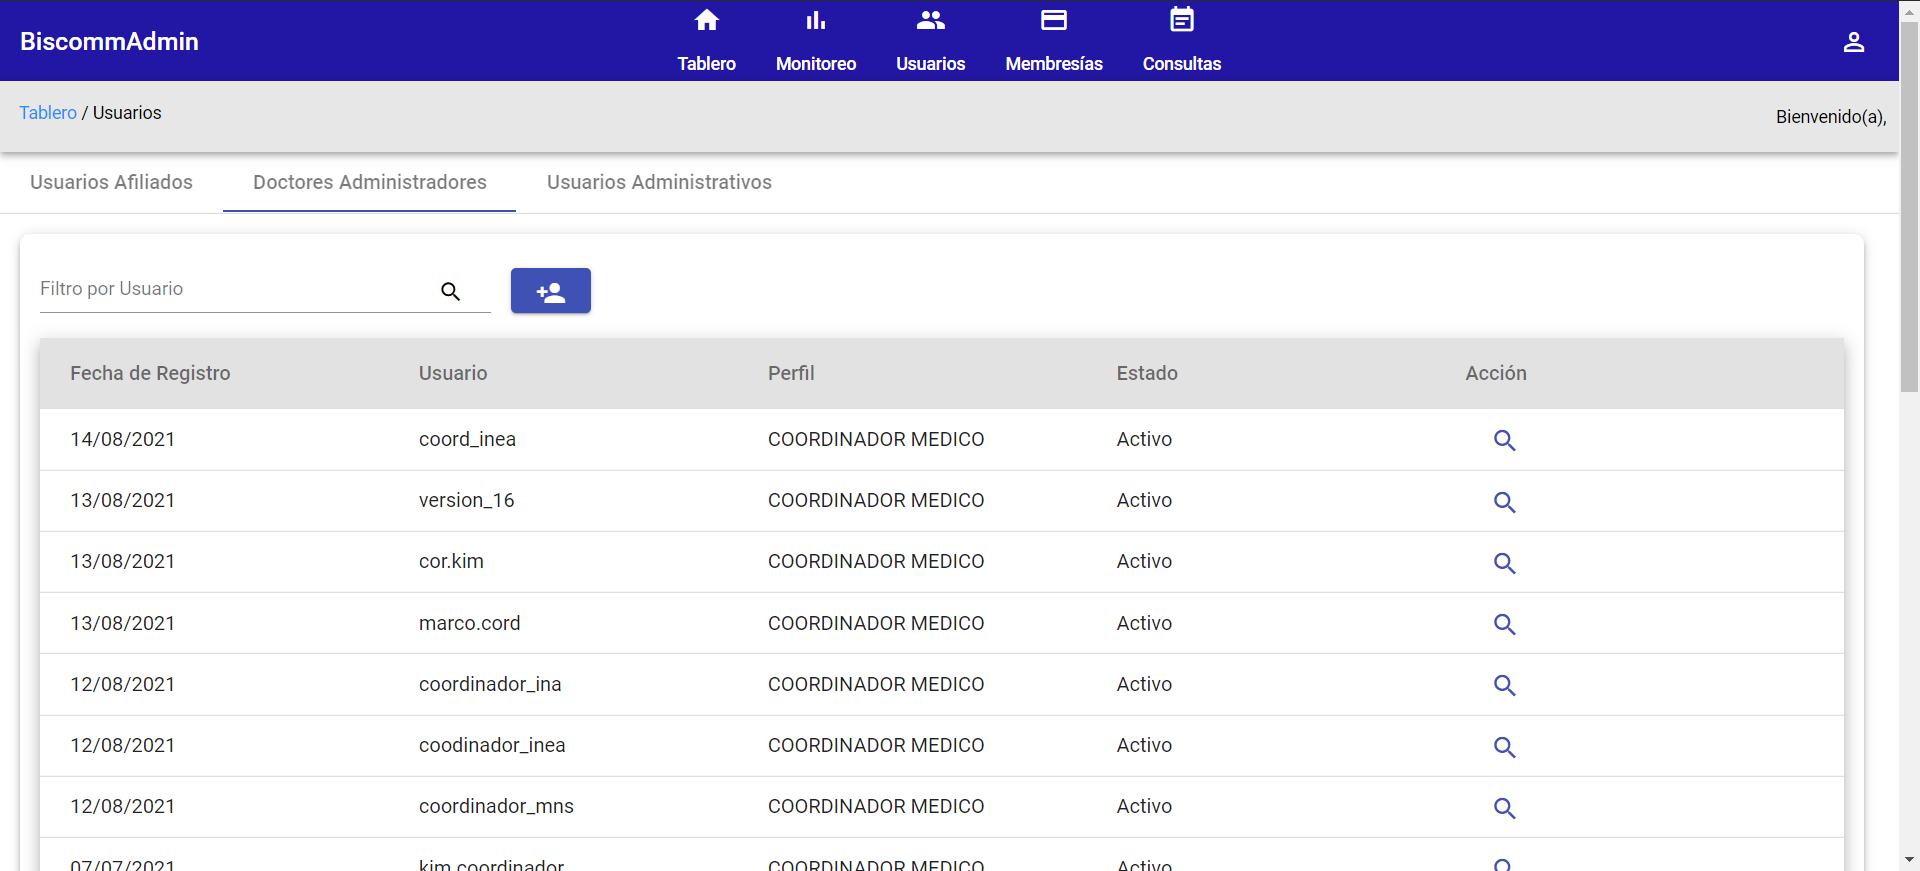 BiscommAdmin
Tablero Monitoreo Usuarios Membresías Consultas
Tablero / Usuarios
Bienvenido(a),
Usuarios Afiliados Doctores Administradores Usuarios Administrativos
Filtro por Usuario
Fecha de Registro Usuario Perfil Estado Acción
14/08/2021 coord_inea COORDINADOR MEDICO Activo
13/08/2021 version_16 COORDINADOR MEDICO Activo
13/08/2021 cor.kim COORDINADOR MEDICO Activo
13/08/2021 marco.cord COORDINADOR MEDICO Activo
12/08/2021 coordinador_ina COORDINADOR MEDICO Activo
12/08/2021 coodinador_inea COORDINADOR MEDICO Activo
12/08/2021 coordinador_mns COORDINADOR MEDICO Activo
07/07/2021 kim.coordinador COORDINADOR MEDICO Activo